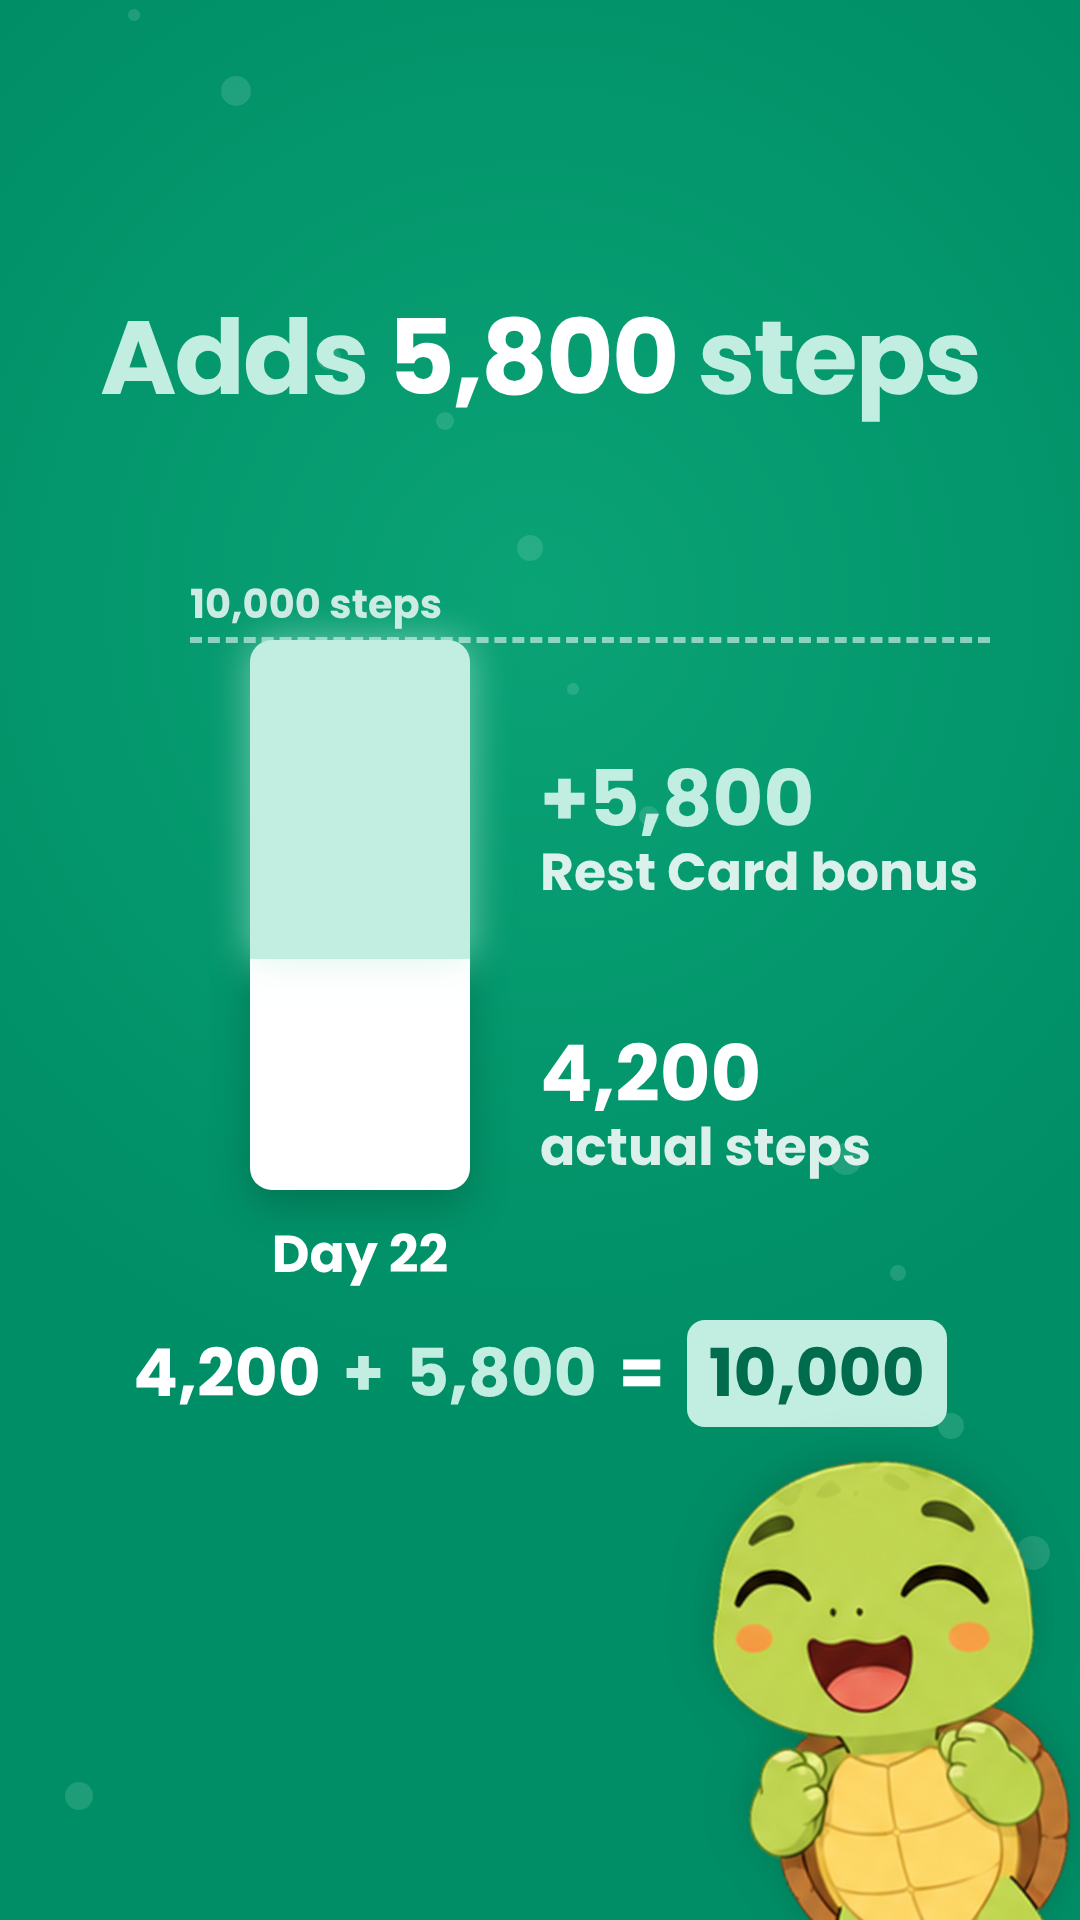 Adds 5,800 steps
10,000 steps
+5,800
Rest Card bonus
4,200
actual steps
Day 22
4,200 + 5,800 = 10,000